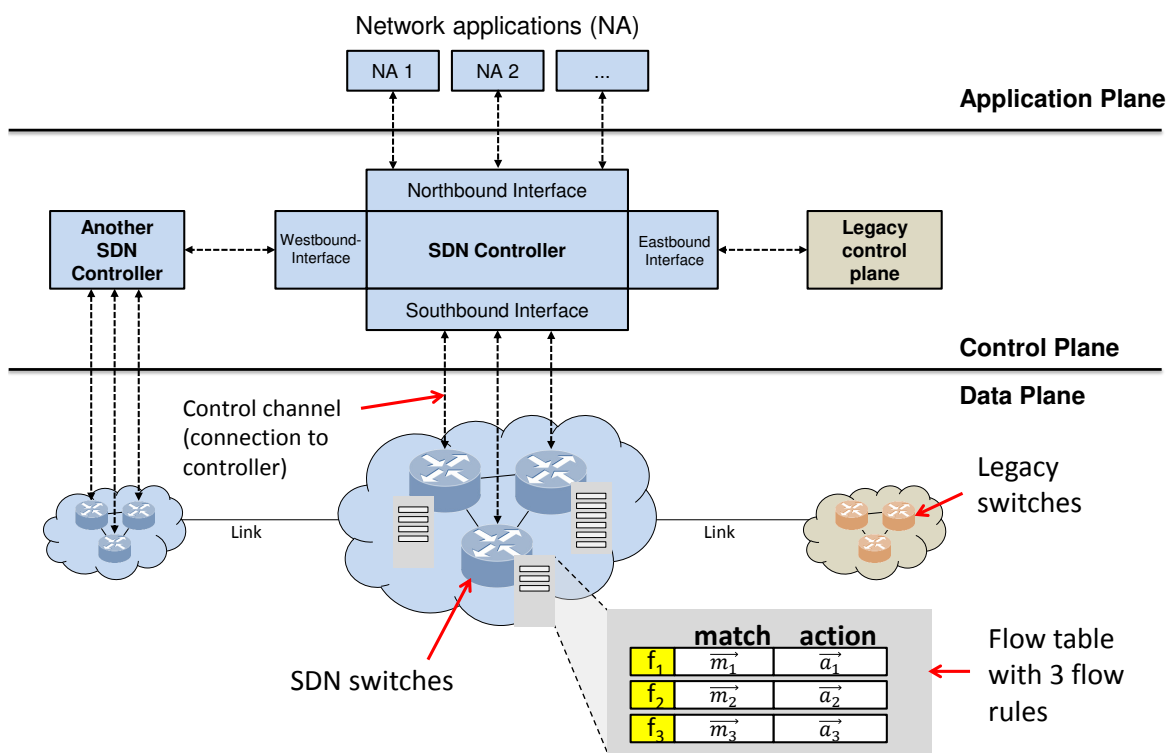 Network applications (NA)
NA 1
NA 2
...
Application Plane
Northbound Interface
Another
SDN
Controller
Westbound-
Interface
SDN Controller
Eastbound
Interface
Legacy
control
plane
Southbound Interface
Control Plane
Data Plane
Control channel
(connection to
controller)
Legacy
switches
Link
Link
SDN switches
match action
f₁ m₁ a₁
f₂ m₂ a₂
f₃ m₃ a₃
Flow table
with 3 flow
rules